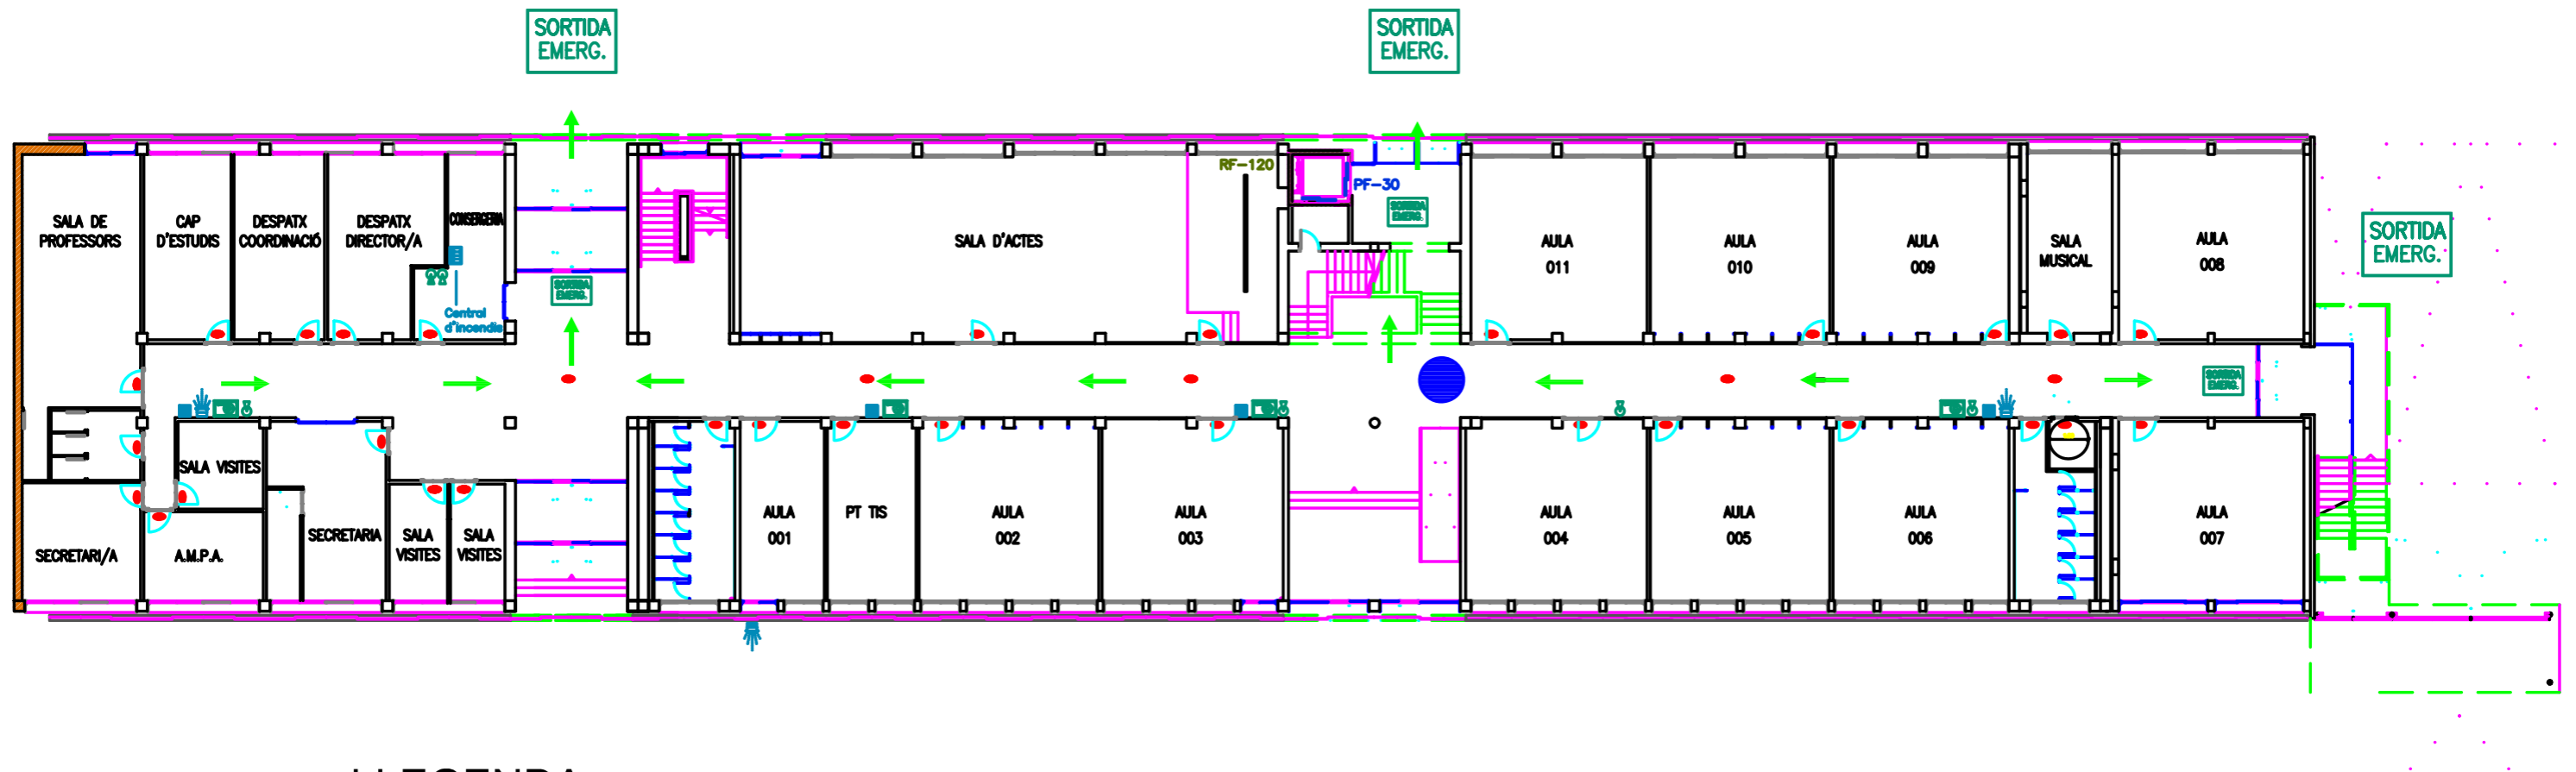 SORTIDA
EMERG.
SORTIDA
EMERG.
SALA DE
PROFESSORS
CAP
D'ESTUDIS
DESPATX
COORDINACIÓ
DESPATX
DIRECTOR/A
CONSERGERIA
Central
d'incendis
SORTIDA
EMERG.
SALA D'ACTES
RF-120
PF-30
SORTIDA
EMERG.
AULA
011
AULA
010
AULA
009
SALA
MUSICAL
AULA
008
SORTIDA
EMERG.
SORTIDA
EMERG.
SALA VISITES
SECRETARI/A
A.M.P.A.
SECRETARIA
SALA
VISITES
SALA
VISITES
AULA
001
PT TIS
AULA
002
AULA
003
AULA
004
AULA
005
AULA
006
AULA
007